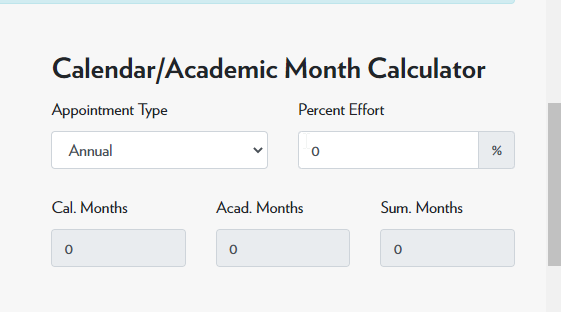 Calendar/Academic Month Calculator
Appointment Type Percent Effort
Annual 0 %
Cal. Months Acad. Months Sum. Months
0 0 0